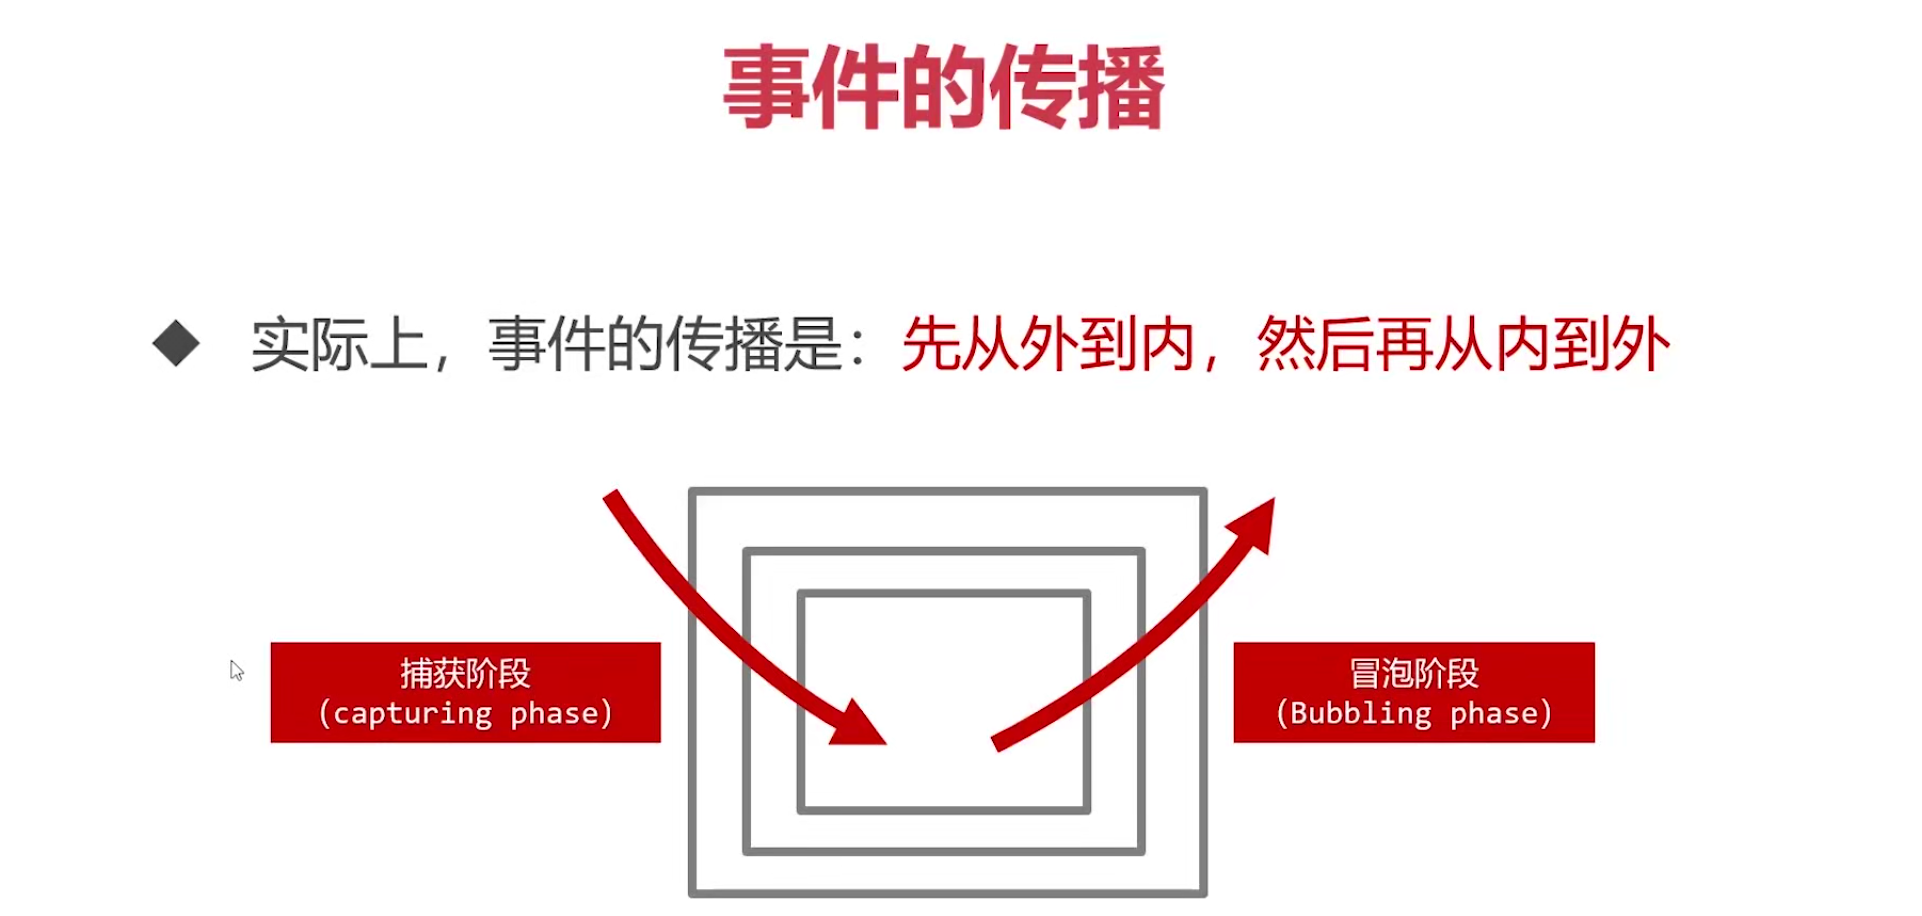 事件的传播
实际上，事件的传播是：先从外到内，然后再从内到外
捕获阶段
(capturing phase)
冒泡阶段
(Bubbling phase)